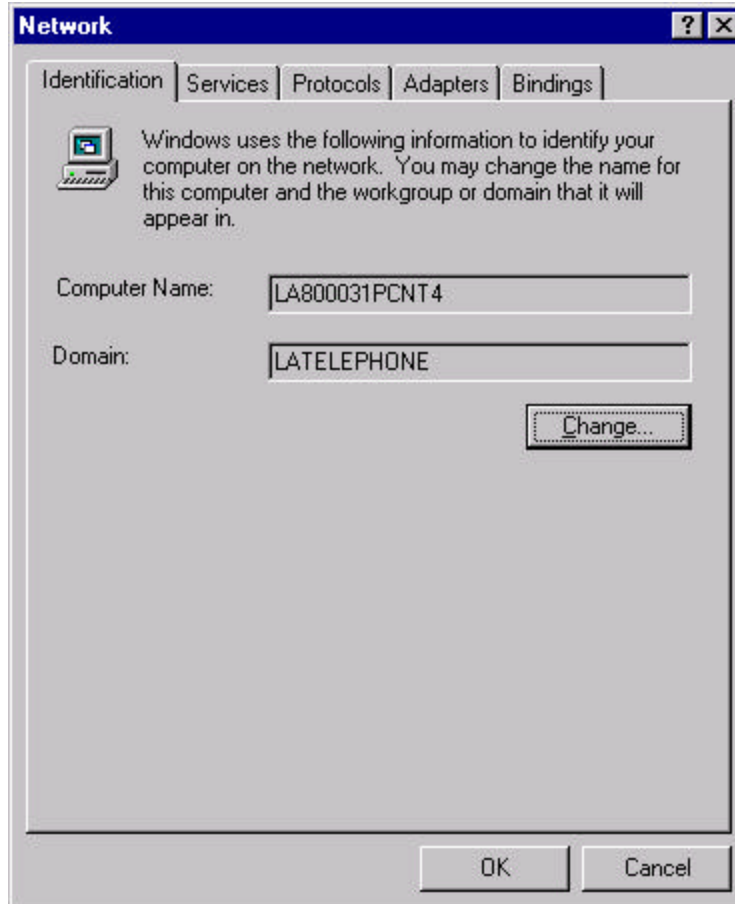 Network
Identification Services Protocols Adapters Bindings
Windows uses the following information to identify your
computer on the network.  You may change the name for
this computer and the workgroup or domain that it will
appear in.
Computer Name: LA800031PCNT4
Domain: LATELEPHONE
Change...
OK Cancel